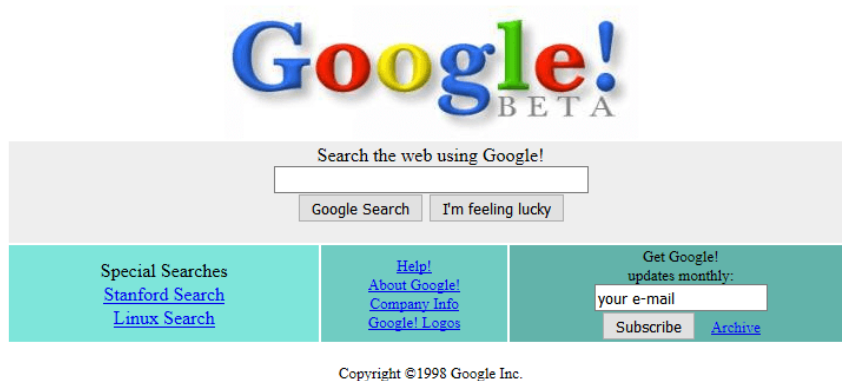 Google!
BETA
Search the web using Google!
Google Search I'm feeling lucky
Special Searches
Stanford Search
Linux Search
Help!
About Google!
Company Info
Google! Logos
Get Google!
updates monthly:
your e-mail
Subscribe Archive
Copyright ©1998 Google Inc.